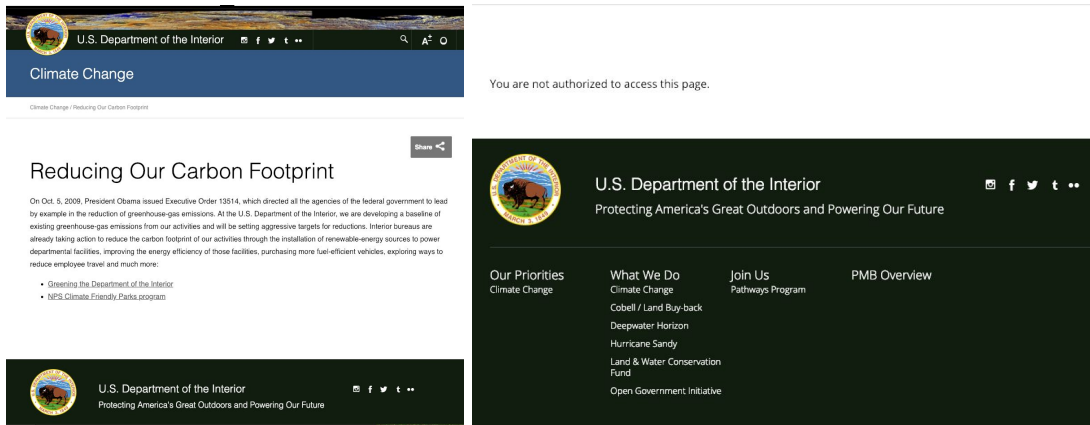 U.S. Department of the Interior
Climate Change
Climate Change / Reducing Our Carbon Footprint
Share
Reducing Our Carbon Footprint
On Oct. 5, 2009, President Obama issued Executive Order 13514, which directed all the agencies of the federal government to lead
by example in the reduction of greenhouse-gas emissions. At the U.S. Department of the Interior, we are developing a baseline of
existing greenhouse-gas emissions from our activities and will be setting aggressive targets for reductions. Interior bureaus are
already taking action to reduce the carbon footprint of our activities through the installation of renewable-energy sources to power
departmental facilities, improving the energy efficiency of those facilities, purchasing more fuel-efficient vehicles, exploring ways to
reduce employee travel and much more:
Greening the Department of the Interior
NPS Climate Friendly Parks program
U.S. Department of the Interior
Protecting America's Great Outdoors and Powering Our Future
You are not authorized to access this page.
U.S. DEPARTMENT OF THE INTERIOR
MARCH 3, 1849
U.S. Department of the Interior
Protecting America's Great Outdoors and Powering Our Future
Our Priorities
Climate Change
What We Do
Climate Change
Cobell / Land Buy-back
Deepwater Horizon
Hurricane Sandy
Land & Water Conservation
Fund
Open Government Initiative
Join Us
Pathways Program
PMB Overview